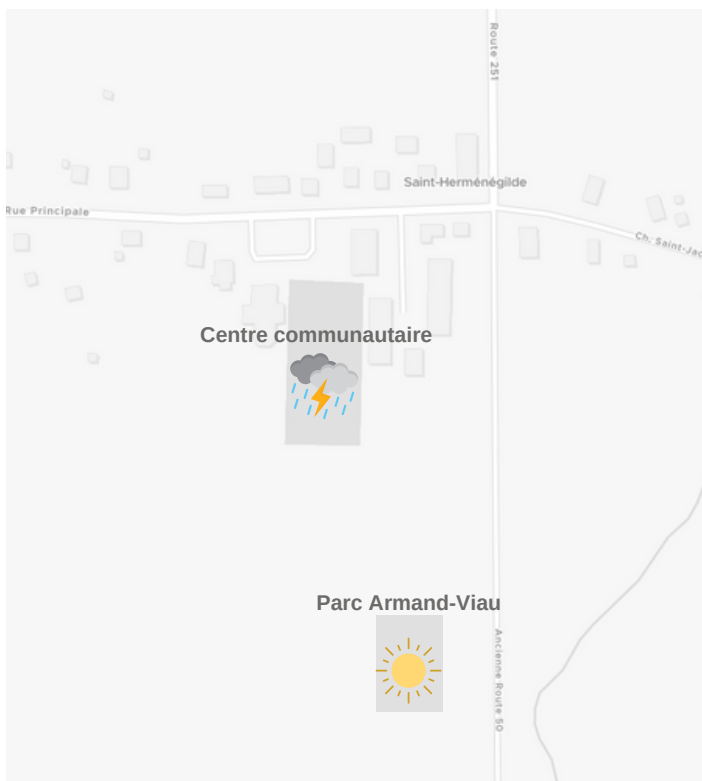 Route 251
Saint-Herménégilde
Rue Principale
Ch. Saint-Jac
Centre communautaire
Parc Armand-Viau
Ancienne Route 50